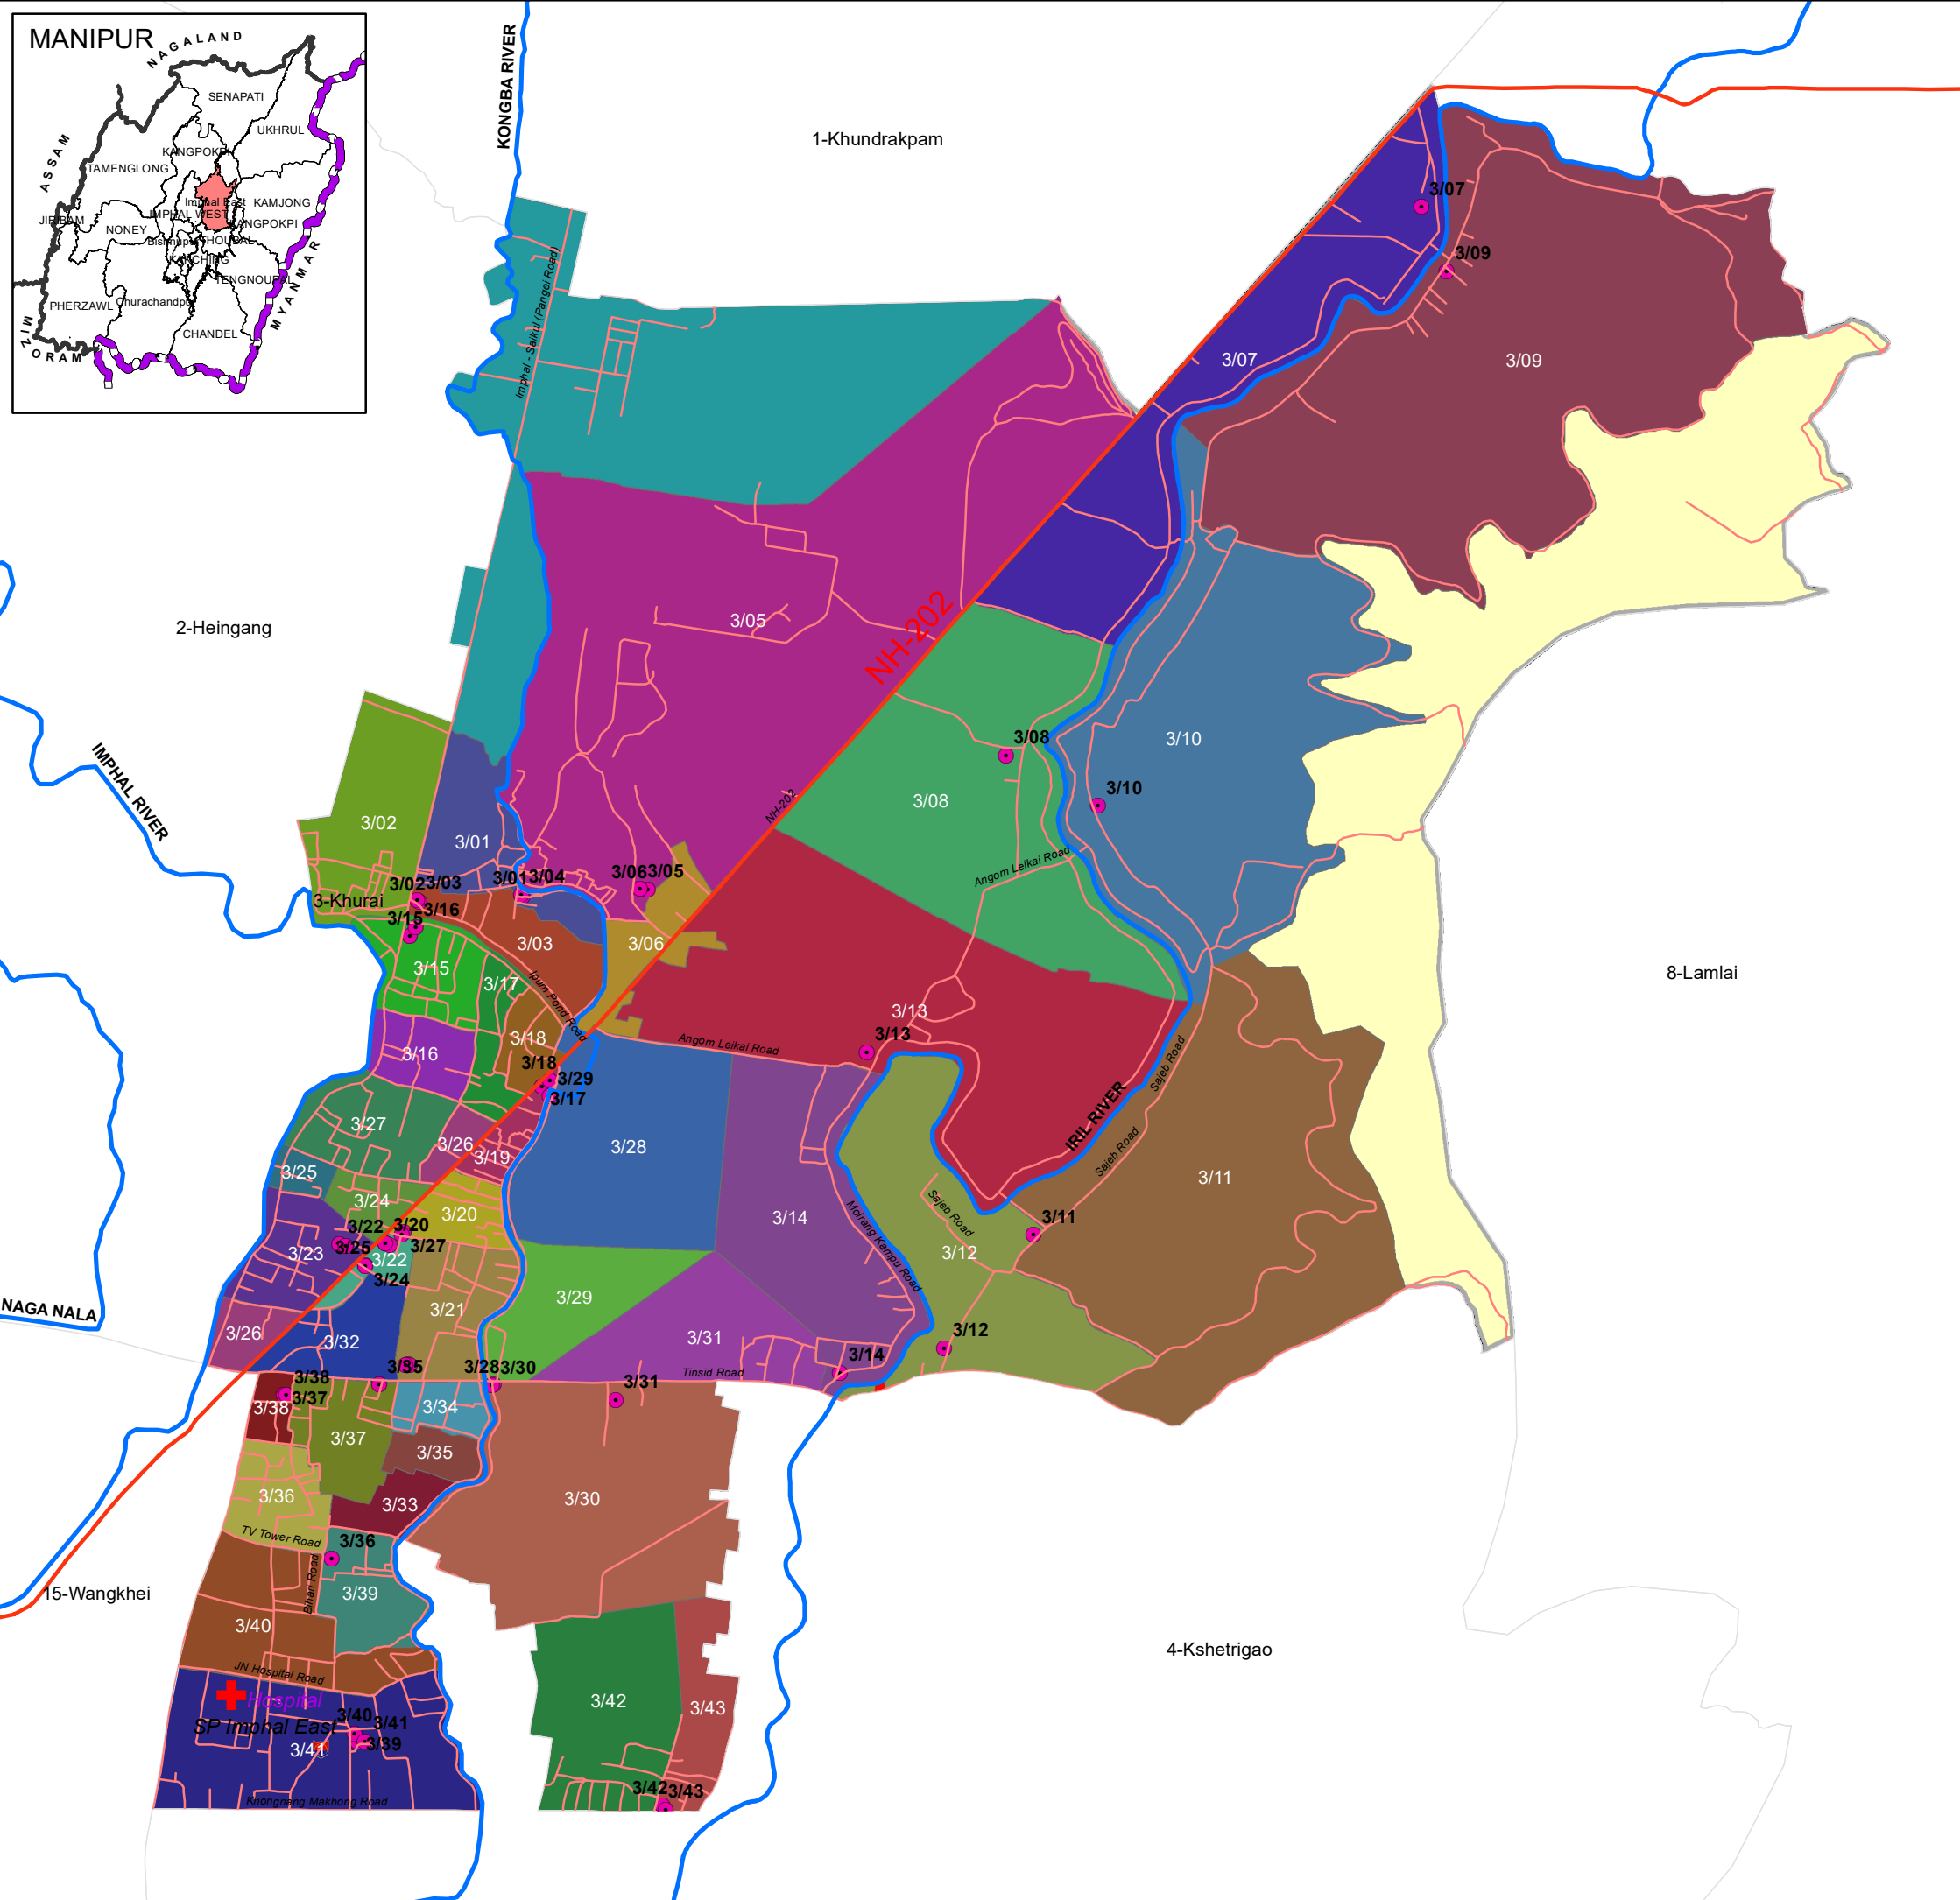 MANIPUR
NAGALAND
SENAPATI
UKHRUL
ASSAM
KANGPOKPI
TAMENGLONG
Imphal East
KAMJONG
IMPHAL WEST
JIRIBAM
KANGPOKPI
NONEY
Bishnupur
THOUBAL
KAKCHING
TENGNOUPAL
PHERZAWL
Churachandpur
MYANMAR
CHANDEL
MIZORAM
KONGBA RIVER
1-Khundrakpam
3/07
3/09
Imphal - Saikul (Pangei Road)
3/07
3/09
2-Heingang
3/05
NH-202
3/08
3/10
IMPHAL RIVER
3/10
NH-202
3/08
3/02
3/01
Angom Leikai Road
3/06
3/05
3/02
3/03
3/01
3/04
3-Khurai
3/16
3/15
3/03
3/06
3/15
3/17
Ipum Pond Road
8-Lamlai
3/13
3/13
3/18
Angom Leikai Road
3/16
3/18
3/29
3/17
Sajeb Road
IRIL RIVER
3/27
3/26
3/19
3/28
Sajeb Road
3/25
3/11
3/24
3/20
3/14
Moirang Kampu Road
Sajeb Road
3/11
3/22
3/20
3/25
3/27
3/23
3/22
3/12
3/24
3/29
NAGA NALA
3/21
3/26
3/32
3/31
3/12
3/14
3/35
3/28
3/30
Tinsid Road
3/38
3/37
3/31
3/38
3/34
3/37
3/35
3/36
3/33
3/30
TV Tower Road
3/36
15-Wangkhei
Bihari Road
3/39
3/40
4-Kshetrigao
JN Hospital Road
Hospital
SP Imphal East
3/40
3/41
3/39
3/41
3/42
3/43
3/42
3/43
Khongnang Makhong Road